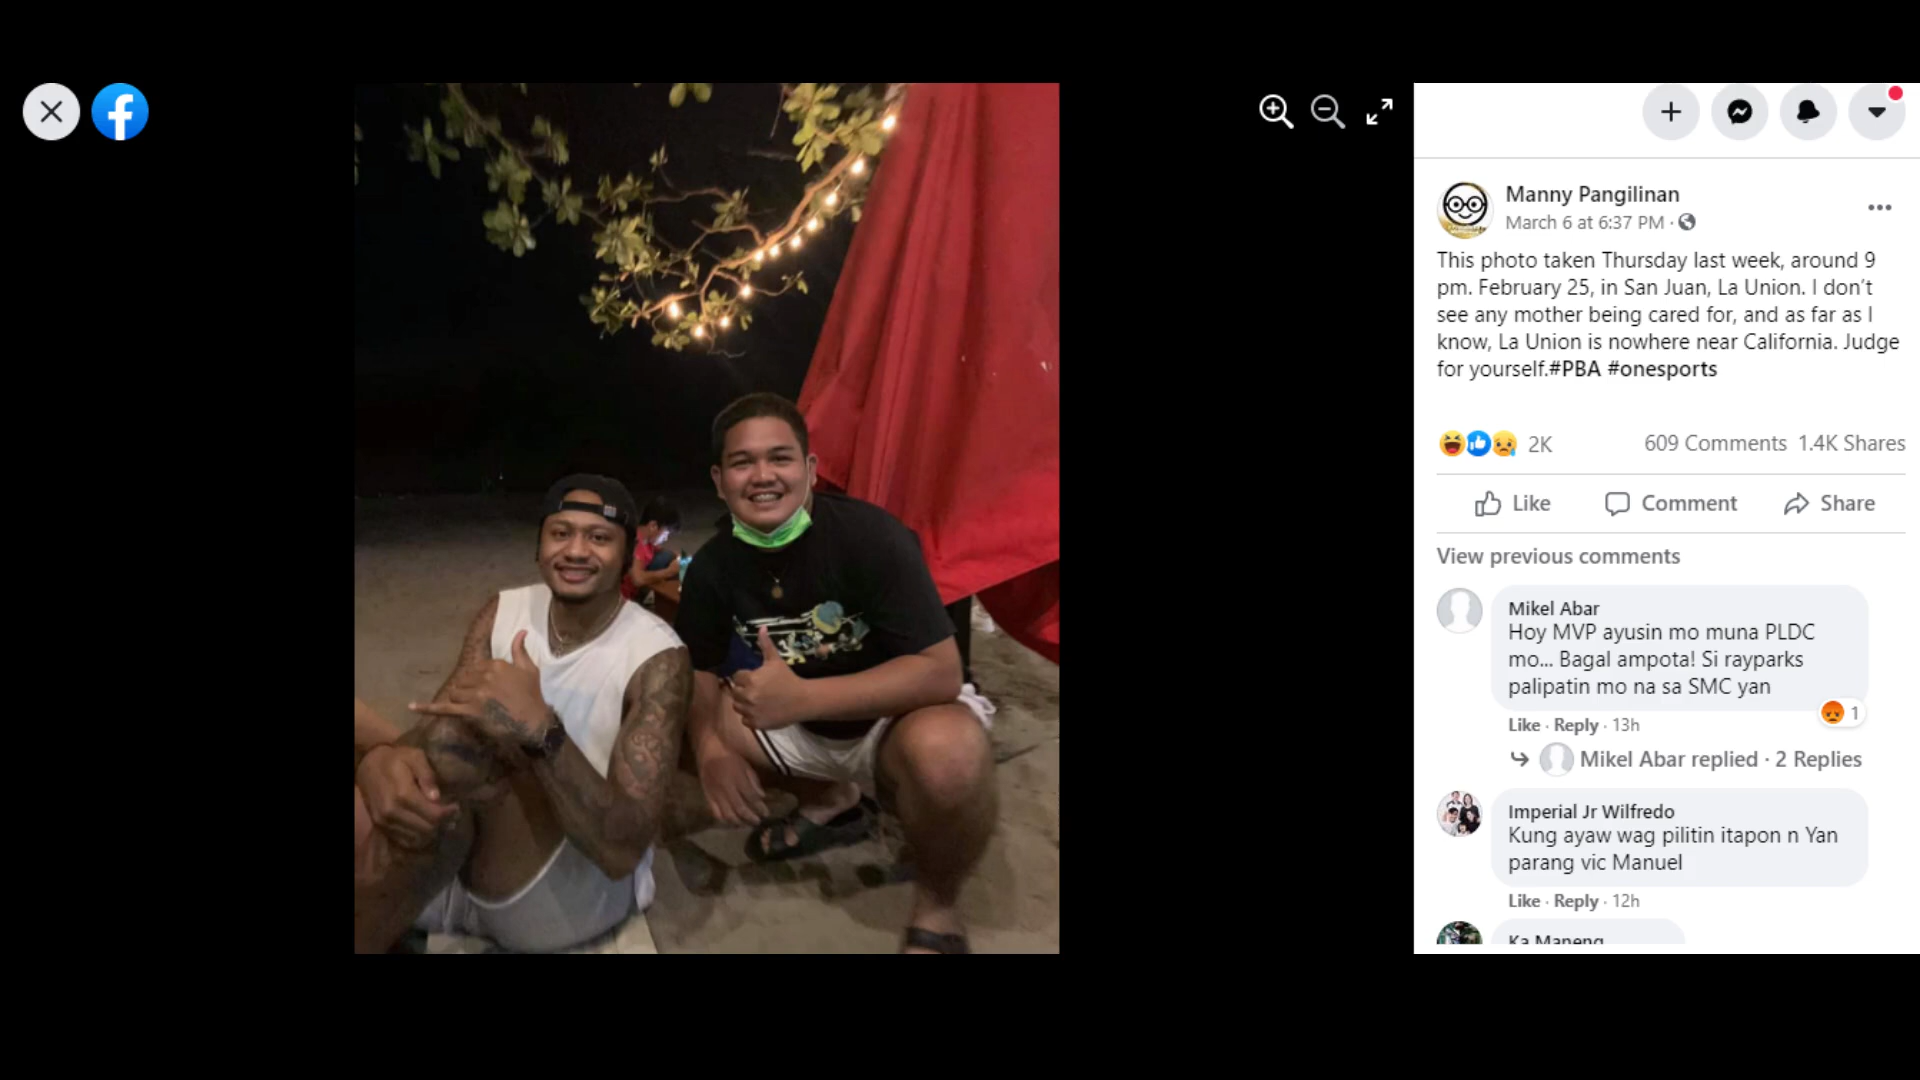 Manny Pangilinan
March 6 at 6:37 PM ·
This photo taken Thursday last week, around 9
pm. February 25, in San Juan, La Union. I don't
see any mother being cared for, and as far as I
know, La Union is nowhere near California. Judge
for yourself.#PBA #onesports
2K 609 Comments 1.4K Shares
Like Comment Share
View previous comments
Mikel Abar
Hoy MVP ayusin mo muna PLDC
mo... Bagal ampota! Si rayparks
palipatin mo na sa SMC yan
1
Like · Reply · 13h
Mikel Abar replied · 2 Replies
Imperial Jr Wilfredo
Kung ayaw wag pilitin itapon n Yan
parang vic Manuel
Like · Reply · 12h
Ka Maneng